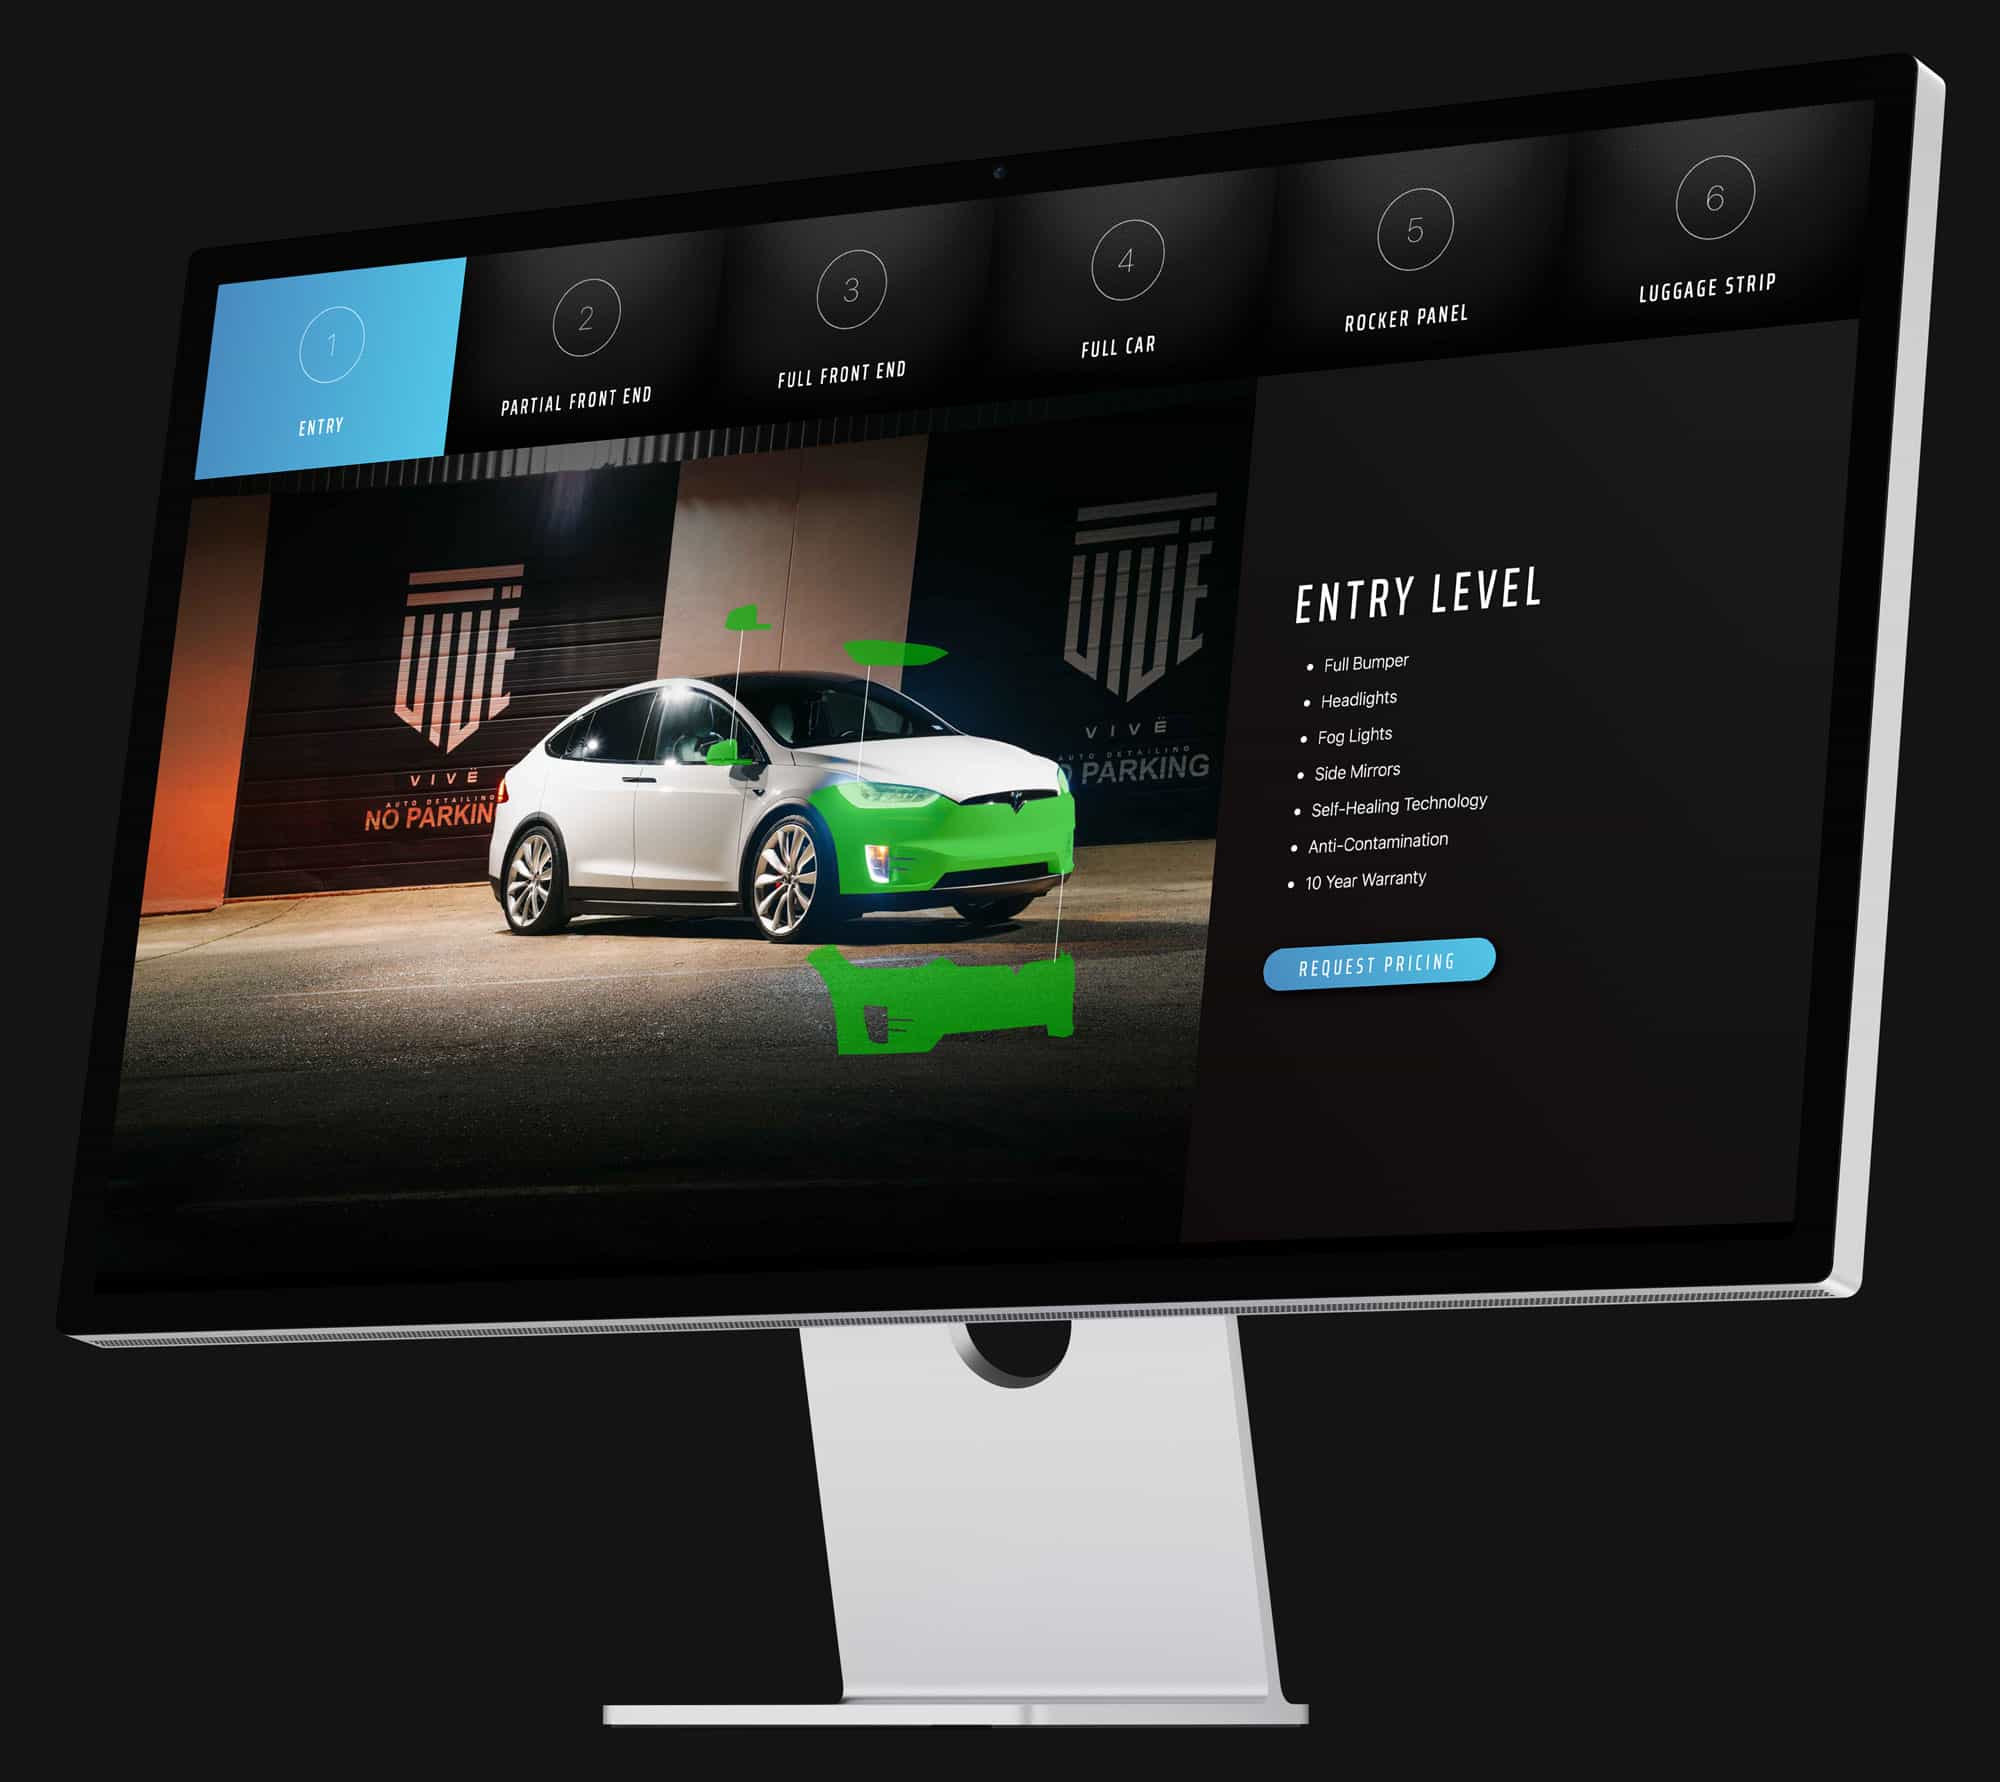 1
ENTRY
2
PARTIAL FRONT END
3
FULL FRONT END
4
FULL CAR
5
ROCKER PANEL
6
LUGGAGE STRIP
VIVË
VIVË
AUTO DETAILING
NO PARKIN
VIVË
VIVË
AUTO DETAILING
PARKING
ENTRY LEVEL
• Full Bumper
• Headlights
• Fog Lights
• Side Mirrors
• Self-Healing Technology
• Anti-Contamination
• 10 Year Warranty
REQUEST PRICING